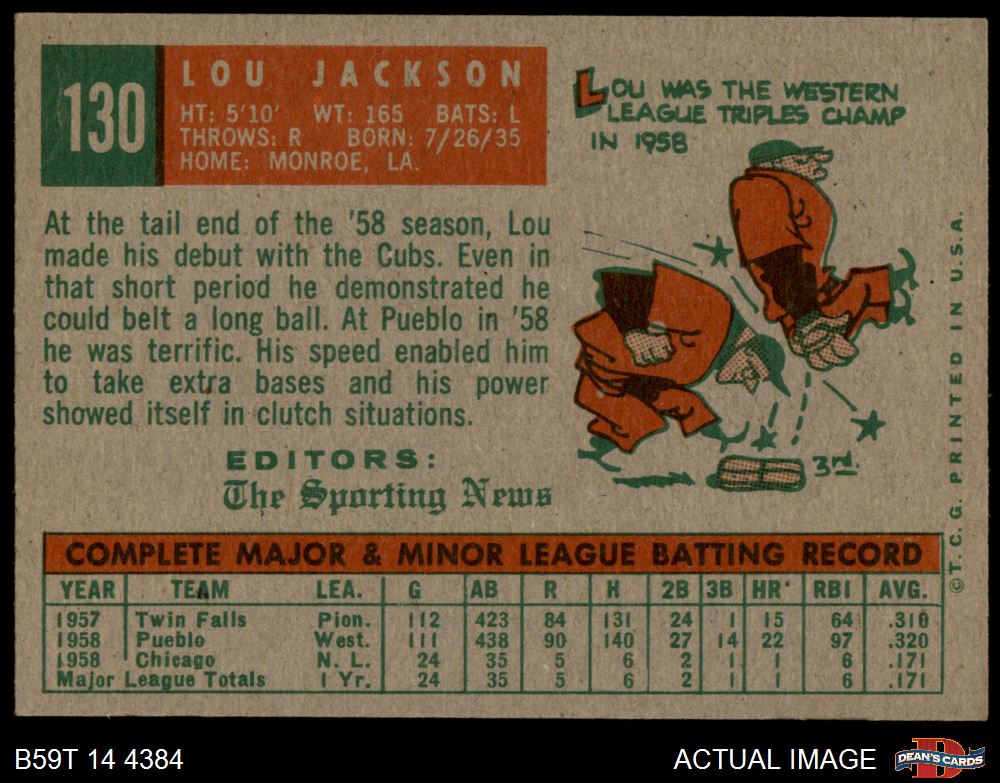 130
LOU JACKSON
HT: 5'10' WT: 165 BATS: L
THROWS: R BORN: 7/26/35
HOME: MONROE, LA.
LOU WAS THE WESTERN
LEAGUE TRIPLES CHAMP
IN 1958
At the tail end of the '58 season, Lou
made his debut with the Cubs. Even in
that short period he demonstrated he
could belt a long ball. At Pueblo in '58
he was terrific. His speed enabled him
to take extra bases and his power
showed itself in clutch situations.
EDITORS:
The Sporting News
3rd.
©T. C. G. PRINTED IN U.S.A.
COMPLETE MAJOR & MINOR LEAGUE BATTING RECORD
YEAR TEAM LEA. G AB R H 2B 3B HR RBI AVG.
1957 Twin Falls Pion. 112 423 84 131 24 1 15 64 .310
1958 Pueblo West. 111 438 90 140 27 14 22 97 .320
1958 Chicago N. L. 24 35 5 6 2 1 1 6 .171
Major League Totals 1 Yr. 24 35 5 6 2 1 1 6 .171
B59T 14 4384
ACTUAL IMAGE
D
DEAN'S CARDS